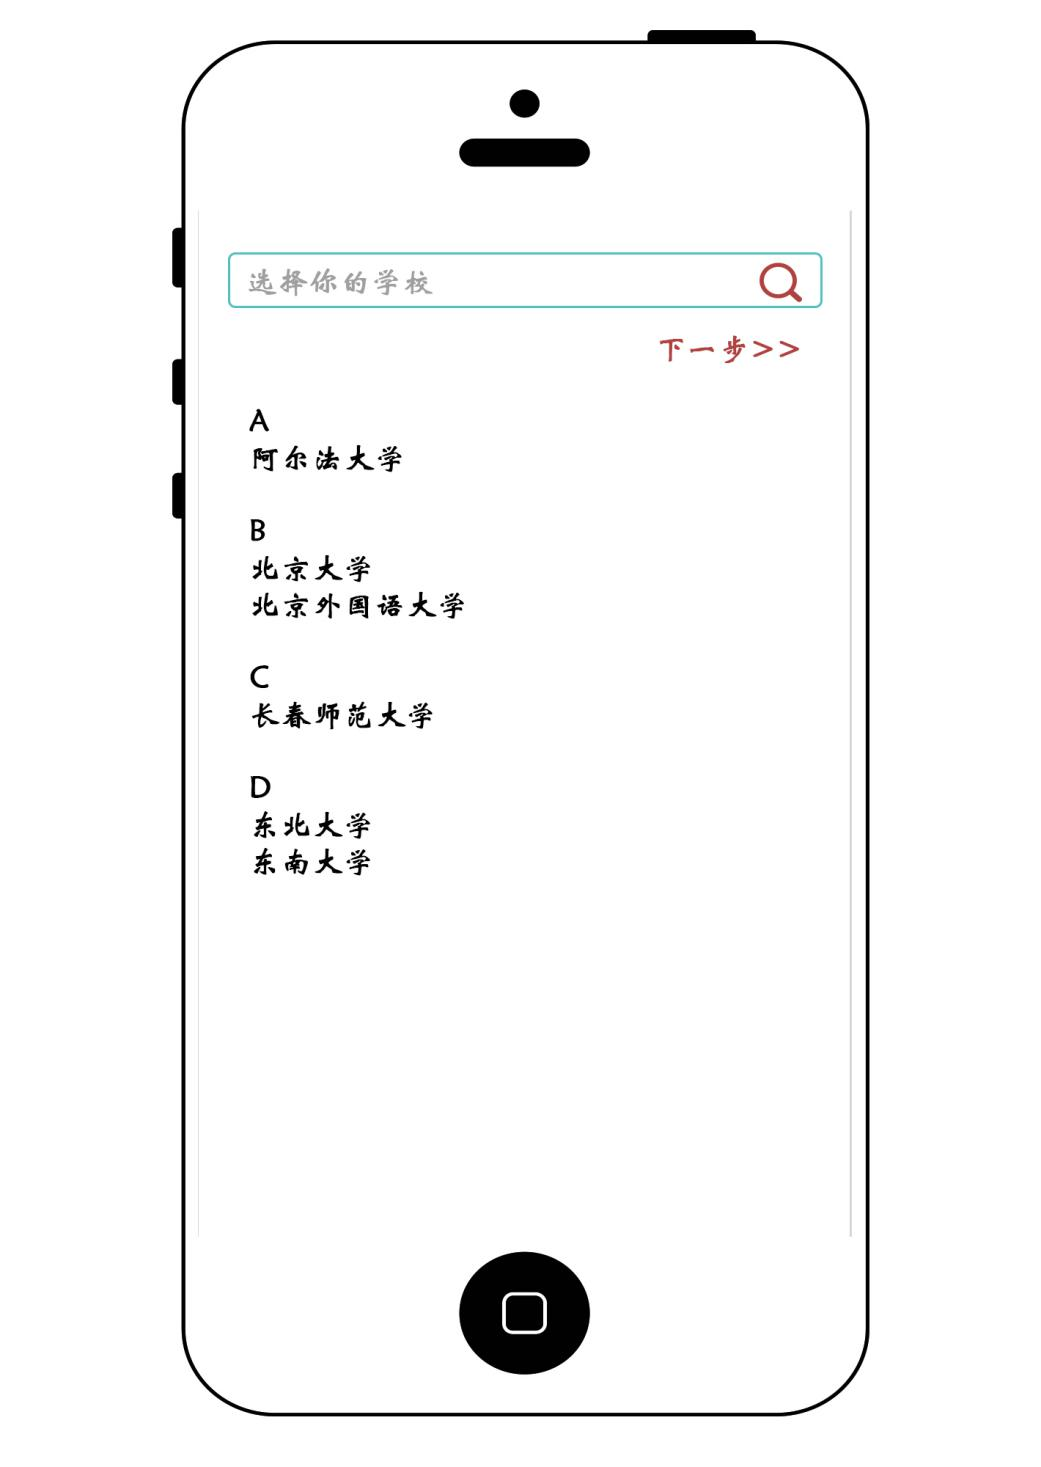 选择你的学校
下一步>>
A
阿尔法大学
B
北京大学
北京外国语大学
C
长春师范大学
D
东北大学
东南大学